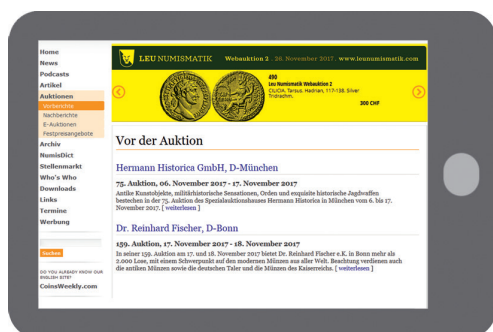 Home
News
Podcasts
Artikel
Auktionen
Vorberichte
Nachberichte
E-Auktionen
Festpreisangebote
Archiv
NumisDict
Stellenmarkt
Who's Who
Downloads
Links
Termine
Werbung
Suchen
DO YOU ALREADY KNOW OUR
ENGLISH SITE?
CoinsWeekly.com
LEU NUMISMATIK Webauktion 2 . 26. November 2017 . www.leunumismatik.com
490
Leu Numismatik Webauktion 2
CILICIA. Tarsus. Hadrian, 117-138. Silver
Tridrachm.
300 CHF
Vor der Auktion
Hermann Historica GmbH, D-München
75. Auktion, 06. November 2017 - 17. November 2017
Antike Kunstobjekte, militärhistorische Sensationen, Orden und exquisite historische Jagdwaffen
bestechen in der 75. Auktion des Spezialauktionshauses Hermann Historica in München vom 6. bis 17.
November 2017. [ weiterlesen ]
Dr. Reinhard Fischer, D-Bonn
159. Auktion, 17. November 2017 - 18. November 2017
In seiner 159. Auktion am 17. und 18. November 2017 bietet Dr. Reinhard Fischer e.K. in Bonn mehr als
2.000 Lose, mit einem Schwerpunkt auf den modernen Münzen aus aller Welt. Beachtung verdienen auch
die antiken Münzen sowie die deutschen Taler und die Münzen des Kaiserreichs. [ weiterlesen ]